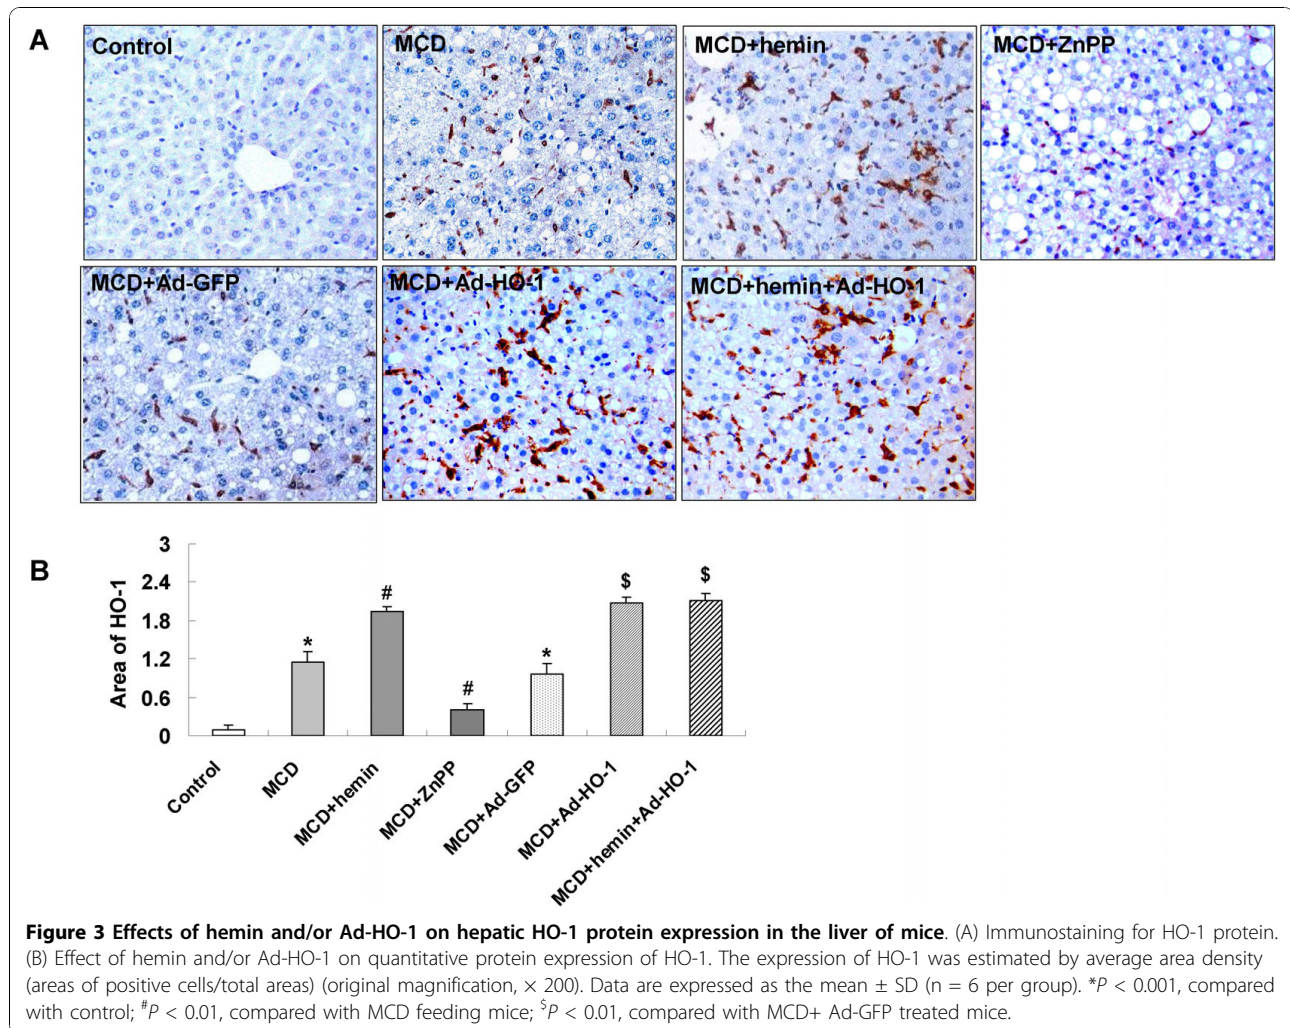 A
Control
MCD
MCD+hemin
MCD+ZnPP
MCD+Ad-GFP
MCD+Ad-HO-1
MCD+hemin+Ad-HO-1
B
Area of HO-1
3
2.4
1.8
1.2
0.6
0
*
#
#
*
$
$
Control
MCD
MCD+hemin
MCD+ZnPP
MCD+Ad-GFP
MCD+Ad-HO-1
MCD+hemin+Ad-HO-1
Figure 3 Effects of hemin and/or Ad-HO-1 on hepatic HO-1 protein expression in the liver of mice. (A) Immunostaining for HO-1 protein.
(B) Effect of hemin and/or Ad-HO-1 on quantitative protein expression of HO-1. The expression of HO-1 was estimated by average area density
(areas of positive cells/total areas) (original magnification, × 200). Data are expressed as the mean ± SD (n = 6 per group). *P < 0.001, compared
with control; #P < 0.01, compared with MCD feeding mice; $P < 0.01, compared with MCD+ Ad-GFP treated mice.